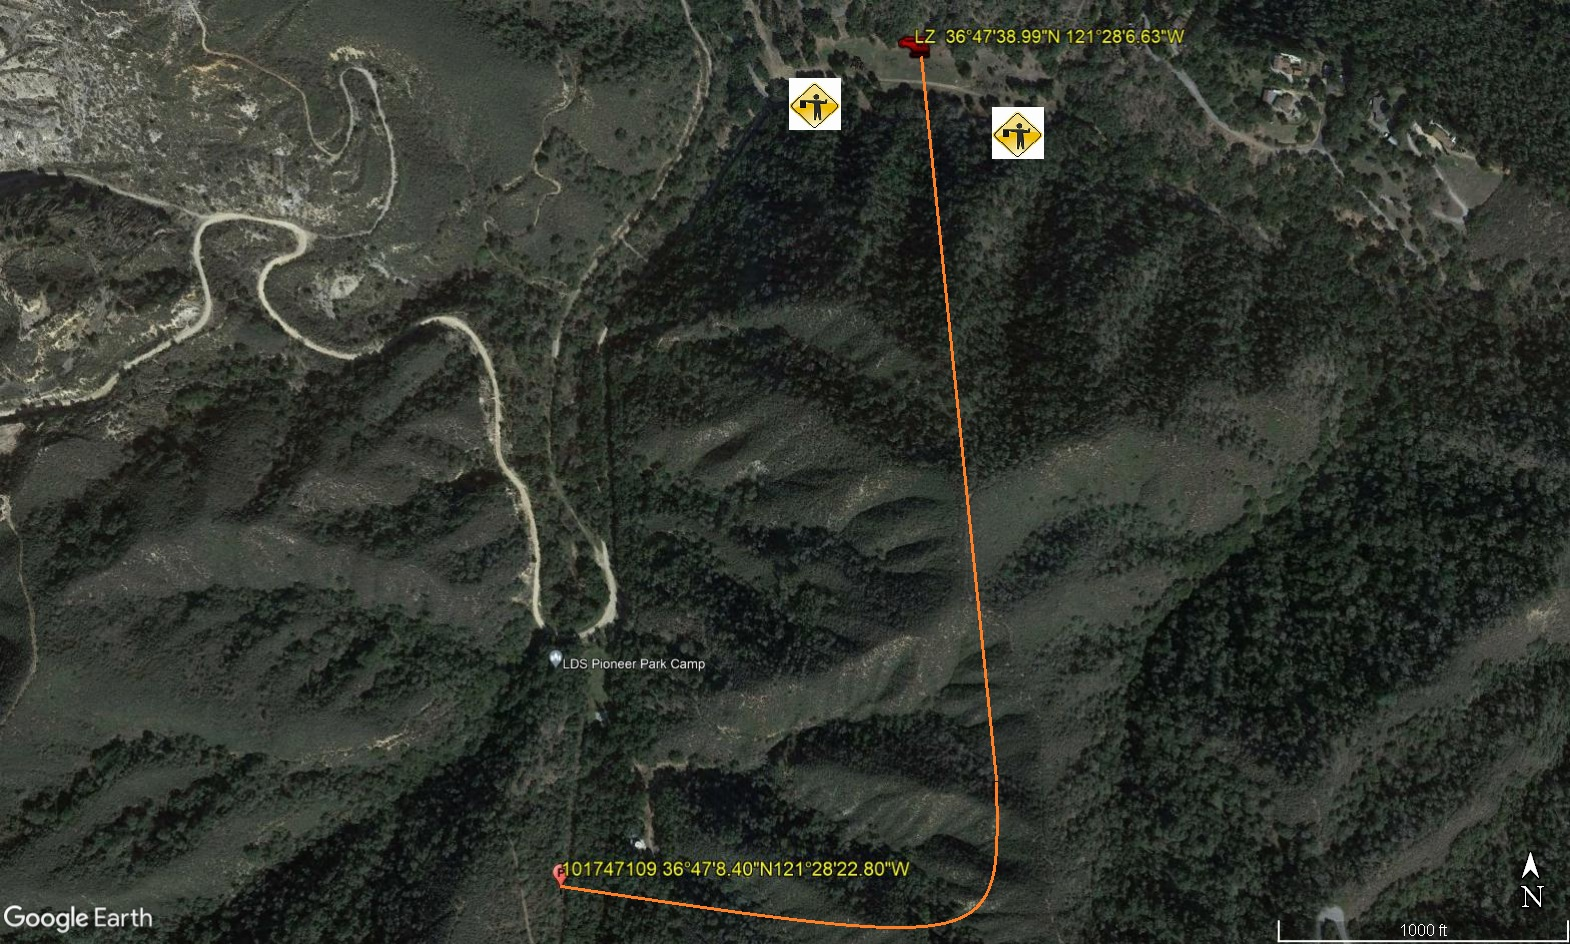 LZ  36°47'38.99"N 121°28'6.63"W
LDS Pioneer Park Camp
101747109 36°47'8.40"N121°28'22.80"W
N
Google Earth
1000 ft